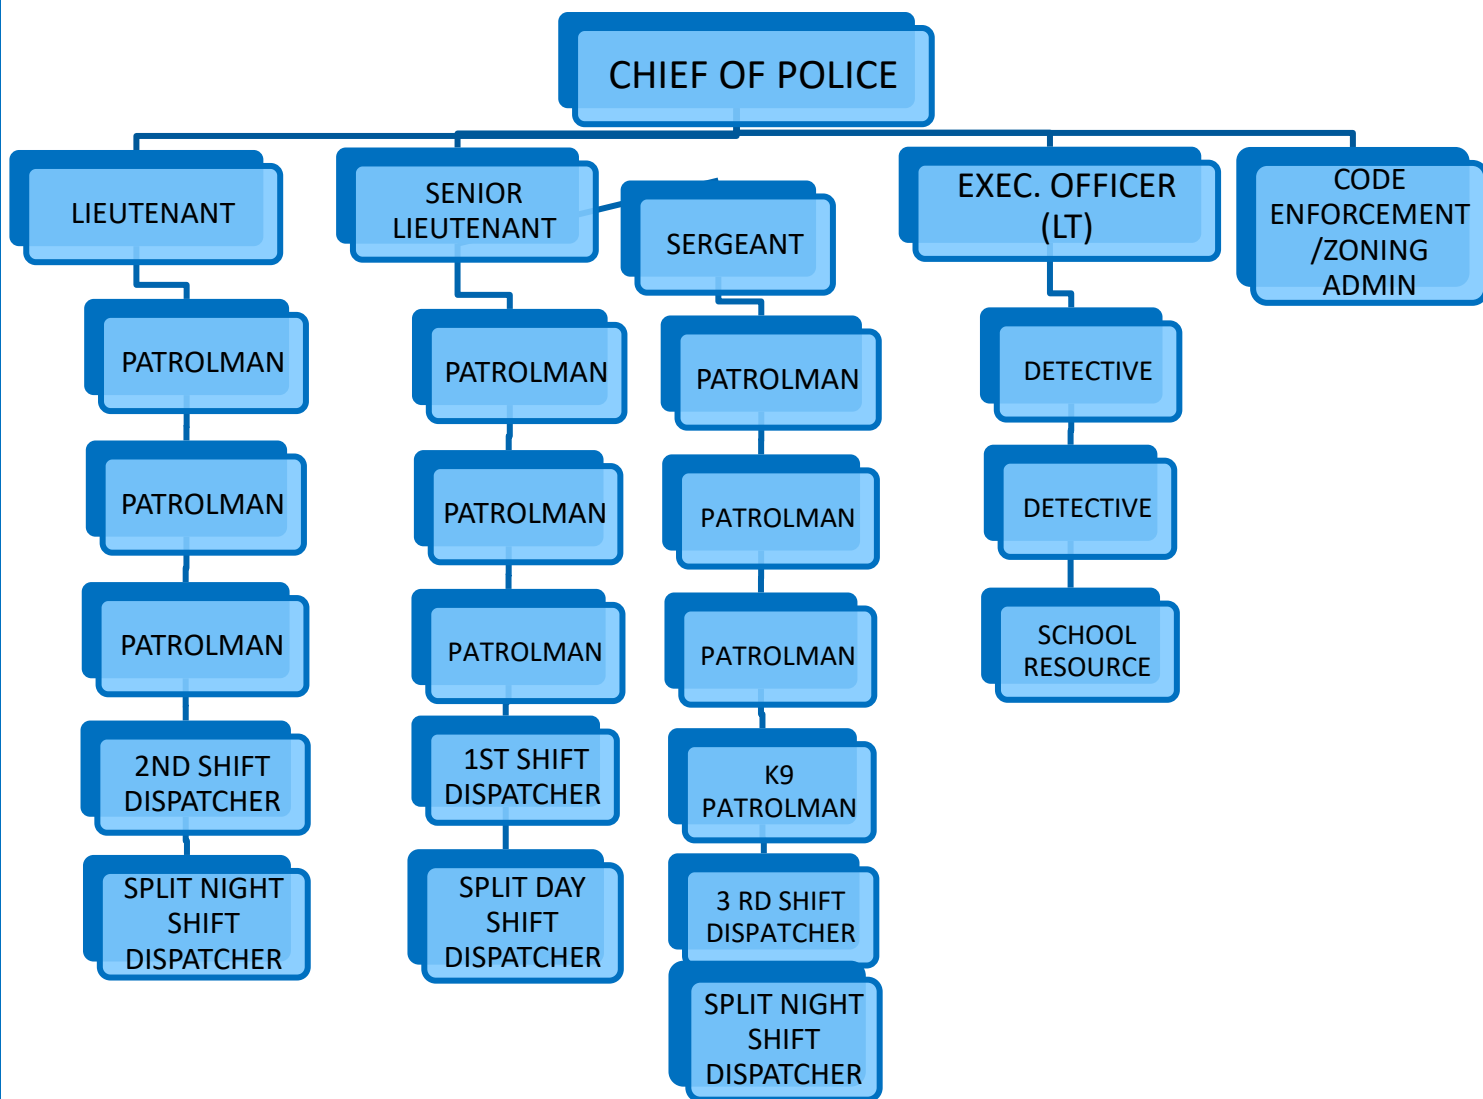 CHIEF OF POLICE
LIEUTENANT
PATROLMAN
PATROLMAN
PATROLMAN
2ND SHIFT
DISPATCHER
SPLIT NIGHT
SHIFT
DISPATCHER
SENIOR
LIEUTENANT
PATROLMAN
PATROLMAN
PATROLMAN
1ST SHIFT
DISPATCHER
SPLIT DAY
SHIFT
DISPATCHER
SERGEANT
PATROLMAN
PATROLMAN
PATROLMAN
K9
PATROLMAN
3 RD SHIFT
DISPATCHER
SPLIT NIGHT
SHIFT
DISPATCHER
EXEC. OFFICER
(LT)
DETECTIVE
DETECTIVE
SCHOOL
RESOURCE
CODE
ENFORCEMENT
/ZONING
ADMIN